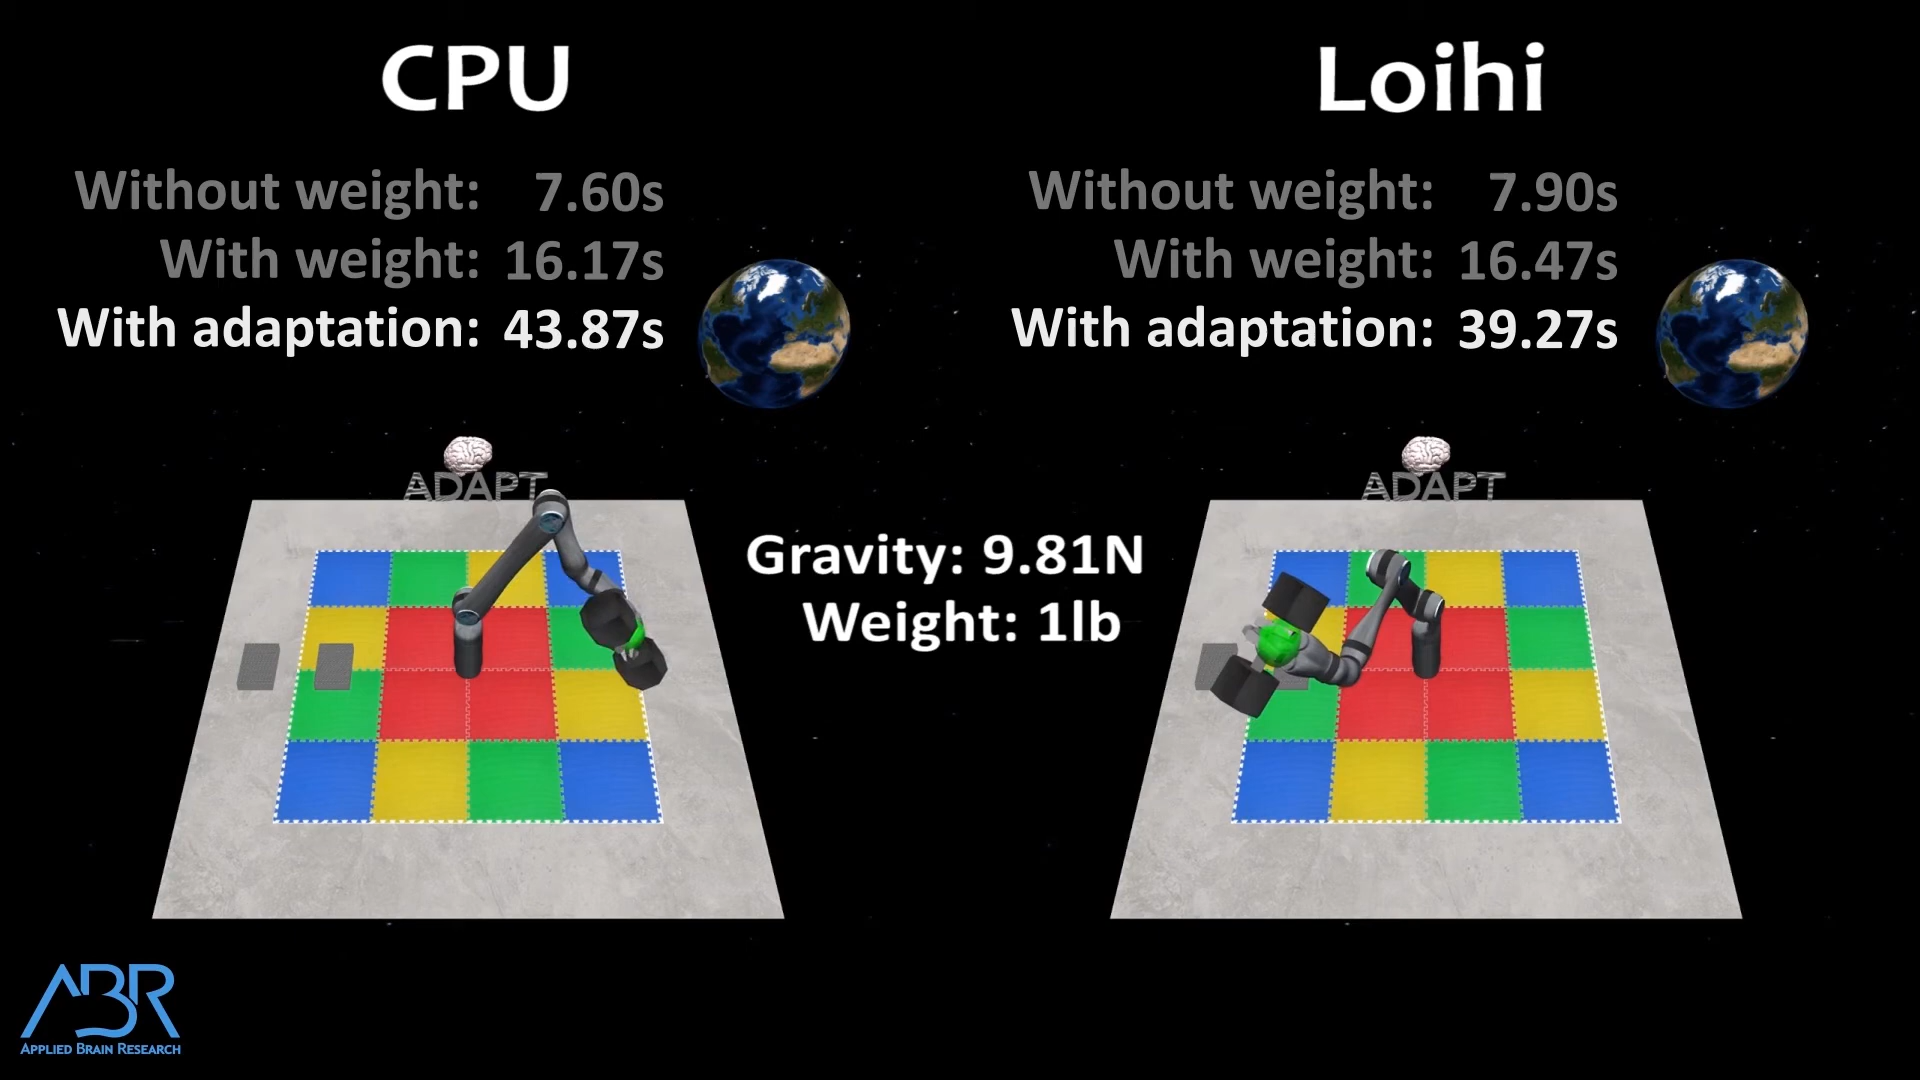 CPU
Without weight: 7.60s
With weight: 16.17s
With adaptation: 43.87s
ADAPT
Loihi
Without weight: 7.90s
With weight: 16.47s
With adaptation: 39.27s
ADAPT
Gravity: 9.81N
Weight: 1lb
ABR
APPLIED BRAIN RESEARCH